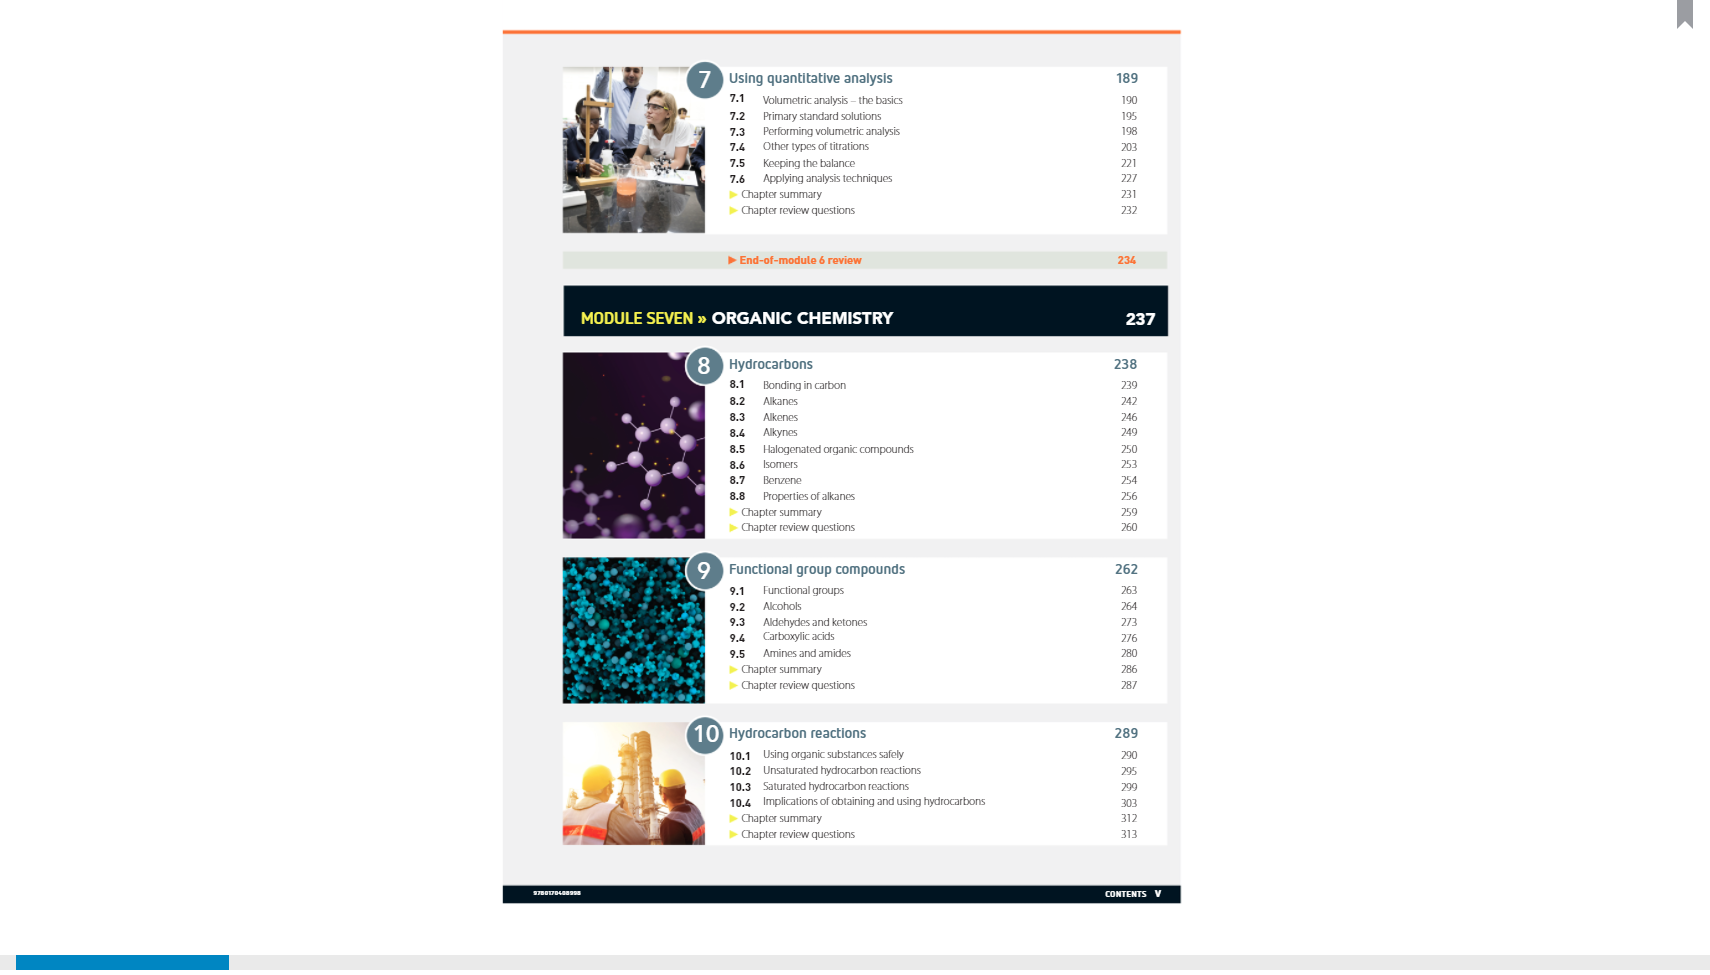 7 Using quantitative analysis 189
7.1 Volumetric analysis – the basics 190
7.2 Primary standard solutions 195
7.3 Performing volumetric analysis 198
7.4 Other types of titrations 203
7.5 Keeping the balance 221
7.6 Applying analysis techniques 227
▶ Chapter summary 231
▶ Chapter review questions 232
▶ End-of-module 6 review 234
MODULE SEVEN » ORGANIC CHEMISTRY 237
8 Hydrocarbons 238
8.1 Bonding in carbon 239
8.2 Alkanes 242
8.3 Alkenes 246
8.4 Alkynes 249
8.5 Halogenated organic compounds 250
8.6 Isomers 253
8.7 Benzene 254
8.8 Properties of alkanes 256
▶ Chapter summary 259
▶ Chapter review questions 260
9 Functional group compounds 262
9.1 Functional groups 263
9.2 Alcohols 264
9.3 Aldehydes and ketones 273
9.4 Carboxylic acids 276
9.5 Amines and amides 280
▶ Chapter summary 286
▶ Chapter review questions 287
10 Hydrocarbon reactions 289
10.1 Using organic substances safely 290
10.2 Unsaturated hydrocarbon reactions 295
10.3 Saturated hydrocarbon reactions 299
10.4 Implications of obtaining and using hydrocarbons 303
▶ Chapter summary 312
▶ Chapter review questions 313
9780170408998 CONTENTS V